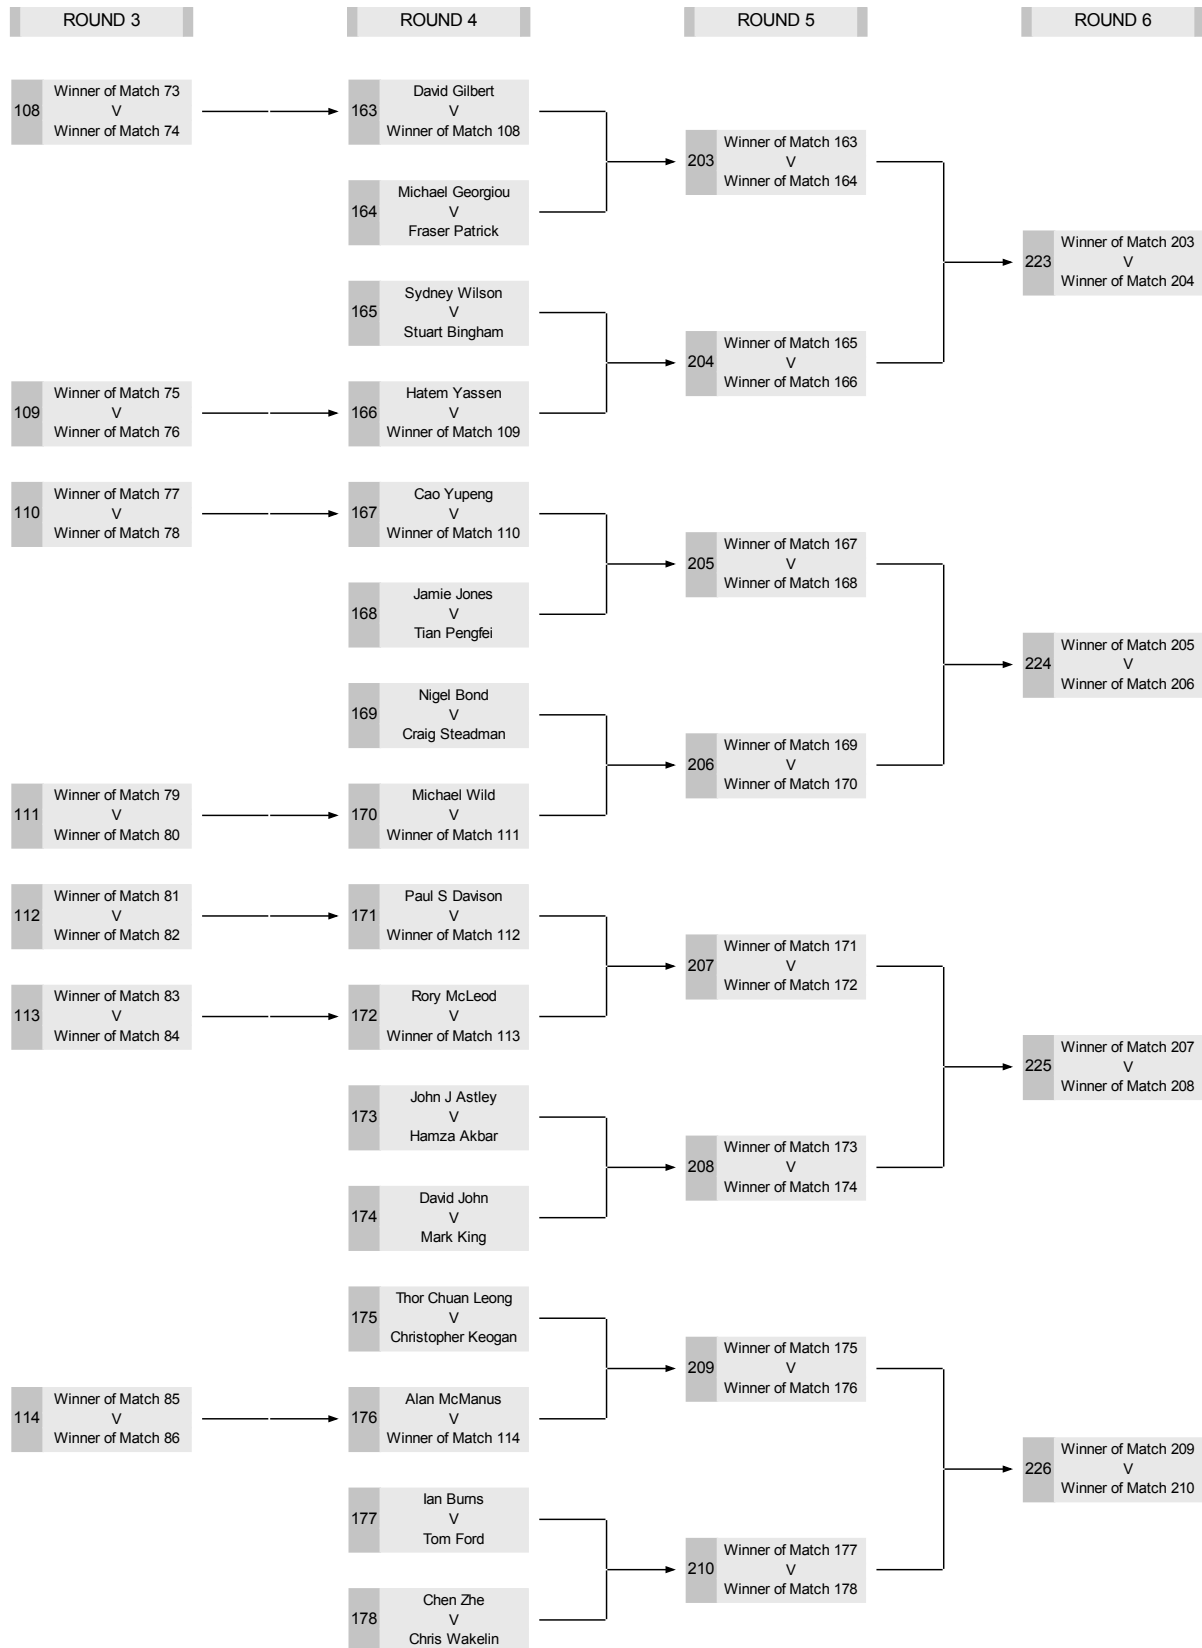 ROUND 3
ROUND 4
ROUND 5
ROUND 6
108
Winner of Match 73
V
Winner of Match 74
109
Winner of Match 75
V
Winner of Match 76
110
Winner of Match 77
V
Winner of Match 78
111
Winner of Match 79
V
Winner of Match 80
112
Winner of Match 81
V
Winner of Match 82
113
Winner of Match 83
V
Winner of Match 84
114
Winner of Match 85
V
Winner of Match 86
163
David Gilbert
V
Winner of Match 108
164
Michael Georgiou
V
Fraser Patrick
165
Sydney Wilson
V
Stuart Bingham
166
Hatem Yassen
V
Winner of Match 109
167
Cao Yupeng
V
Winner of Match 110
168
Jamie Jones
V
Tian Pengfei
169
Nigel Bond
V
Craig Steadman
170
Michael Wild
V
Winner of Match 111
171
Paul S Davison
V
Winner of Match 112
172
Rory McLeod
V
Winner of Match 113
173
John J Astley
V
Hamza Akbar
174
David John
V
Mark King
175
Thor Chuan Leong
V
Christopher Keogan
176
Alan McManus
V
Winner of Match 114
177
Ian Burns
V
Tom Ford
178
Chen Zhe
V
Chris Wakelin
203
Winner of Match 163
V
Winner of Match 164
204
Winner of Match 165
V
Winner of Match 166
205
Winner of Match 167
V
Winner of Match 168
206
Winner of Match 169
V
Winner of Match 170
207
Winner of Match 171
V
Winner of Match 172
208
Winner of Match 173
V
Winner of Match 174
209
Winner of Match 175
V
Winner of Match 176
210
Winner of Match 177
V
Winner of Match 178
223
Winner of Match 203
V
Winner of Match 204
224
Winner of Match 205
V
Winner of Match 206
225
Winner of Match 207
V
Winner of Match 208
226
Winner of Match 209
V
Winner of Match 210